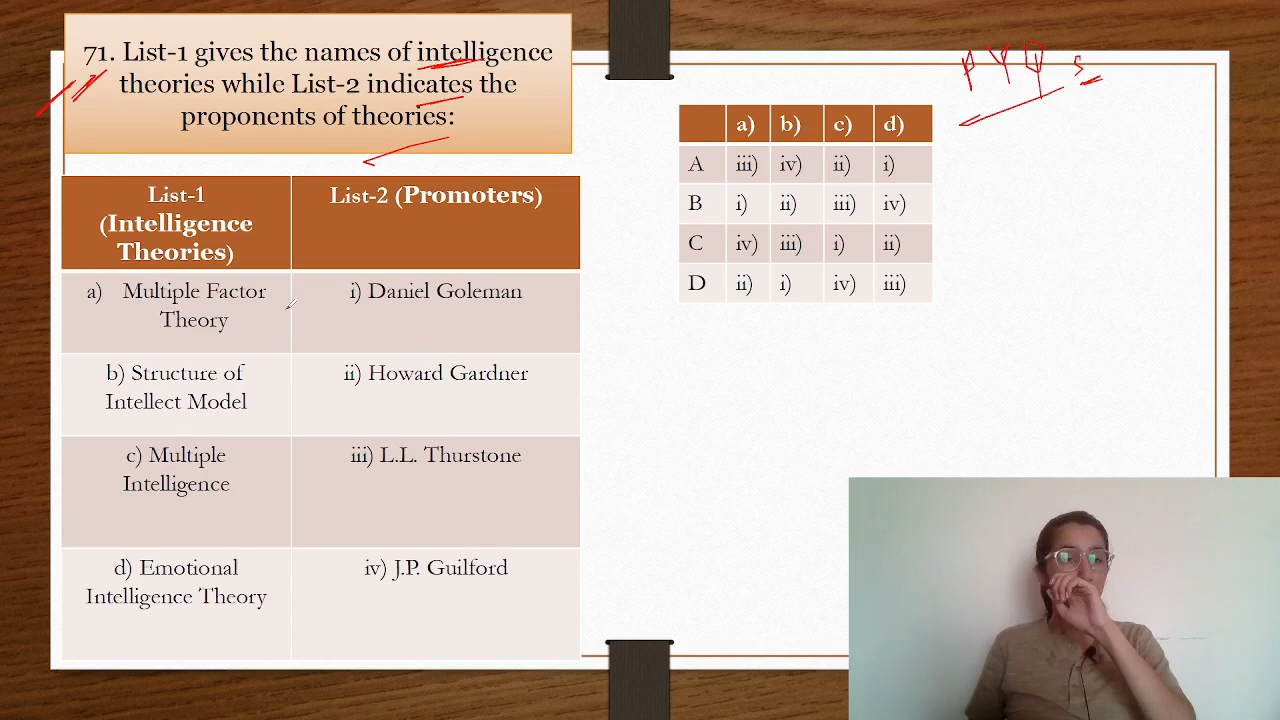 71. List-1 gives the names of intelligence
theories while List-2 indicates the
proponents of theories:
PYQs
List-1
(Intelligence
Theories)
List-2 (Promoters)
a) Multiple Factor
Theory
i) Daniel Goleman
b) Structure of
Intellect Model
ii) Howard Gardner
c) Multiple
Intelligence
iii) L.L. Thurstone
d) Emotional
Intelligence Theory
iv) J.P. Guilford
a) b) c) d)
A iii) iv) ii) i)
B i) ii) iii) iv)
C iv) iii) i) ii)
D ii) i) iv) iii)